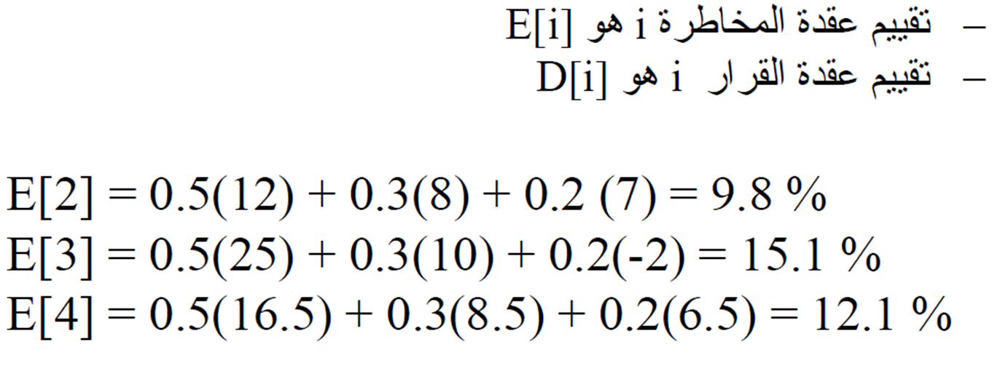 – تقييم عقدة المخاطرة i هو E[i]
– تقييم عقدة القرار i هو D[i]
E[2] = 0.5(12) + 0.3(8) + 0.2 (7) = 9.8 %
E[3] = 0.5(25) + 0.3(10) + 0.2(-2) = 15.1 %
E[4] = 0.5(16.5) + 0.3(8.5) + 0.2(6.5) = 12.1 %